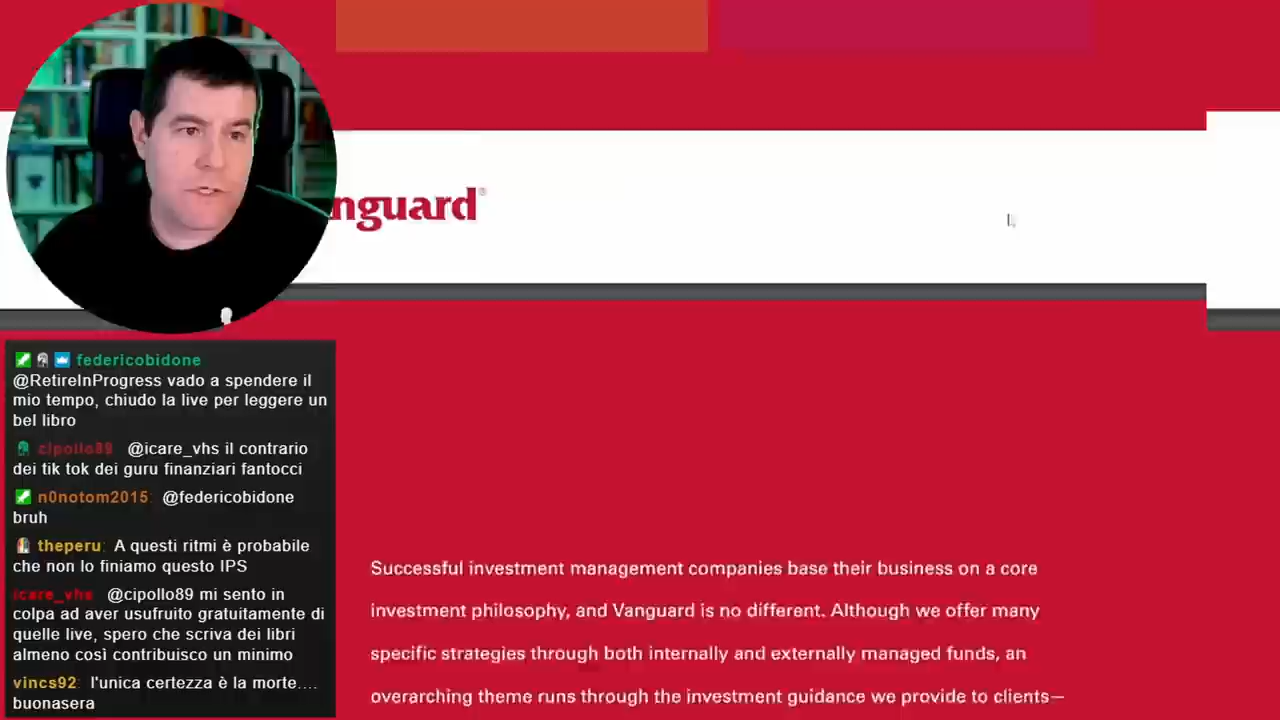 nguard®
federicobidone
@RetireInProgress vado a spendere il
mio tempo, chiudo la live per leggere un
bel libro
cipollo89 @icare_vhs il contrario
dei tik tok dei guru finanziari fantocci
n0notom2015: @federicobidone
bruh
theperu: A questi ritmi è probabile
che non lo finiamo questo IPS
icare_vhs @cipollo89 mi sento in
colpa ad aver usufruito gratuitamente di
quelle live, spero che scriva dei libri
almeno così contribuisco un minimo
vincs92: l'unica certezza è la morte....
buonasera
Successful investment management companies base their business on a core
investment philosophy, and Vanguard is no different. Although we offer many
specific strategies through both internally and externally managed funds, an
overarching theme runs through the investment guidance we provide to clients—